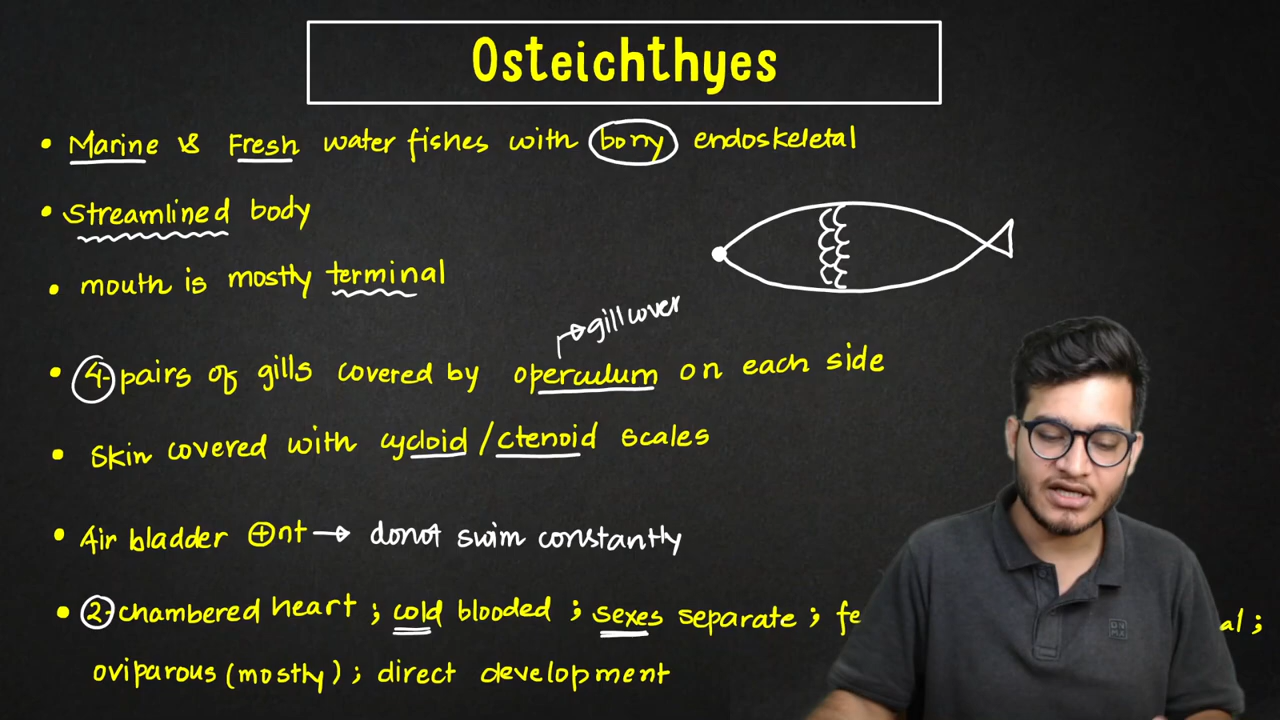 Osteichthyes
• Marine & Fresh water fishes with bony endoskeletal
• Streamlined body
• mouth is mostly terminal
→ gill cover
• 4-pairs of gills covered by operculum on each side
• Skin covered with cycloid / ctenoid scales
• Air bladder ⊕nt → donot swim constantly
• 2-chambered heart ; cold blooded ; sexes separate ; fe al ;
oviparous (mostly) ; direct development